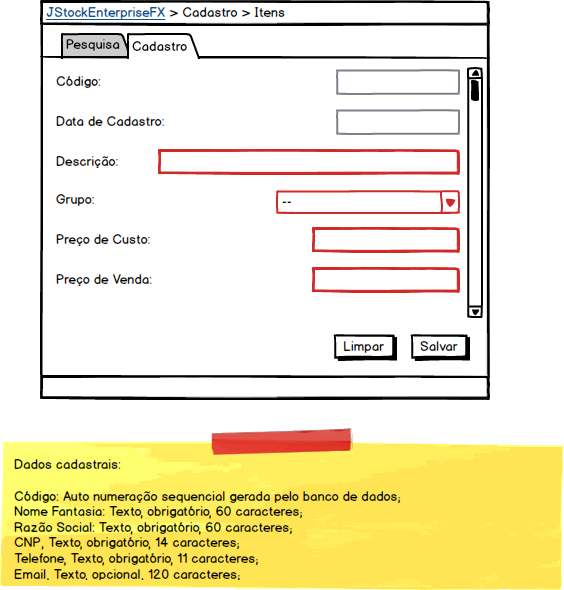 JStockEnterpriseFX > Cadastro > Itens
Pesquisa Cadastro
Código:
Data de Cadastro:
Descrição:
Grupo: --
Preço de Custo:
Preço de Venda:
Limpar Salvar
Dados cadastrais:
Código: Auto numeração sequencial gerada pelo banco de dados;
Nome Fantasia: Texto, obrigatório, 60 caracteres;
Razão Social: Texto, obrigatório, 60 caracteres;
CNP, Texto, obrigatório, 14 caracteres;
Telefone, Texto, obrigatório, 11 caracteres;
Email, Texto, opcional, 120 caracteres;